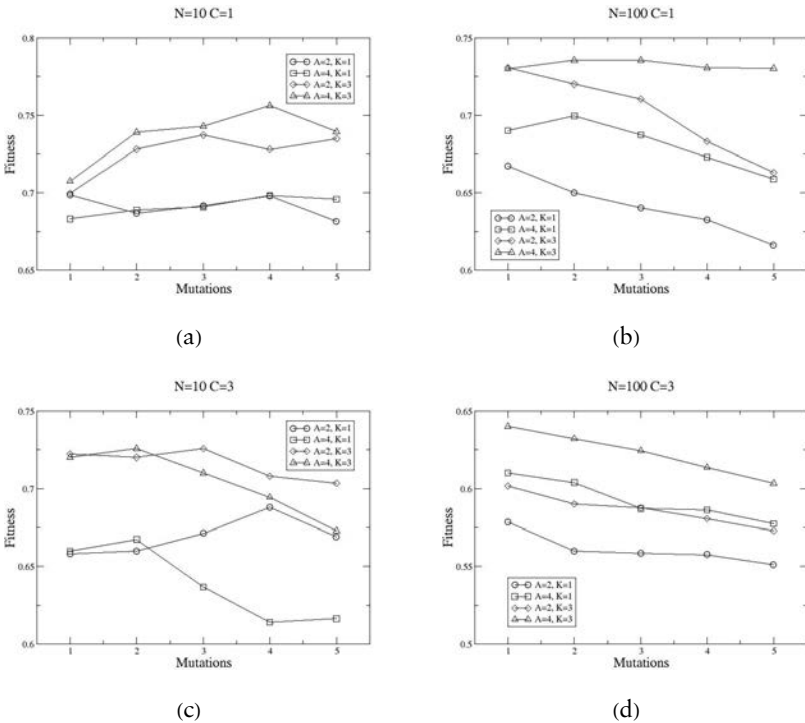 N=10 C=1
0.8
0.75
0.7
0.65
Fitness
A=2, K=1
A=4, K=1
A=2, K=3
A=4, K=3
1 2 3 4 5
Mutations
(a)
N=100 C=1
0.75
0.65
0.6
Fitness
A=2, K=1
A=4, K=1
A=2, K=3
A=4, K=3
1 2 3 4 5
Mutations
(b)
N=10 C=3
0.75
0.7
0.65
0.6
Fitness
A=2, K=1
A=4, K=1
A=2, K=3
A=4, K=3
1 2 3 4 5
Mutations
(c)
N=100 C=3
0.65
0.6
0.55
0.5
Fitness
A=2, K=1
A=4, K=1
A=2, K=3
A=4, K=3
1 2 3 4 5
Mutations
(d)